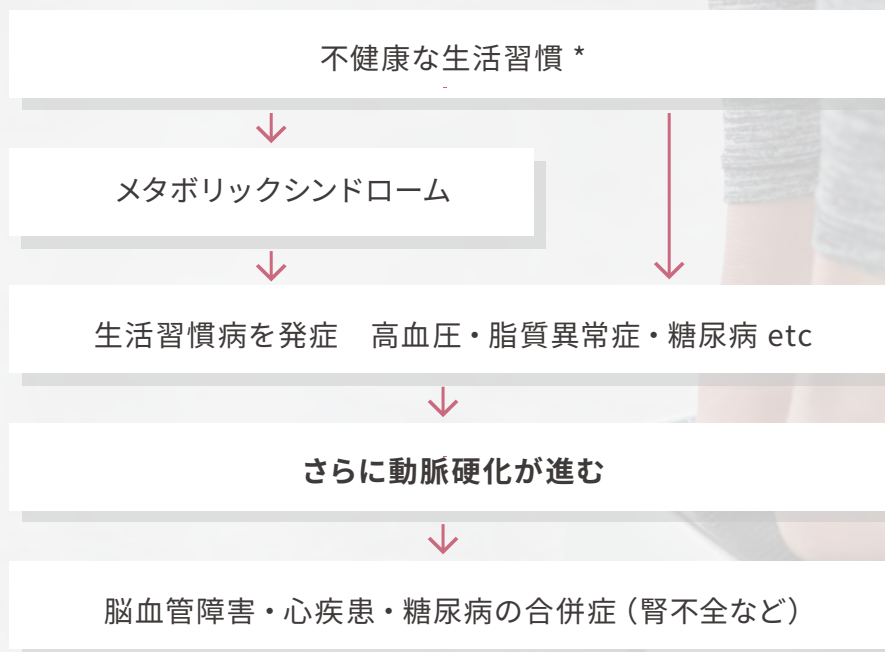 不健康な生活習慣 *
メタボリックシンドローム
生活習慣病を発症　高血圧・脂質異常症・糖尿病 etc
さらに動脈硬化が進む
脳血管障害・心疾患・糖尿病の合併症（腎不全など）